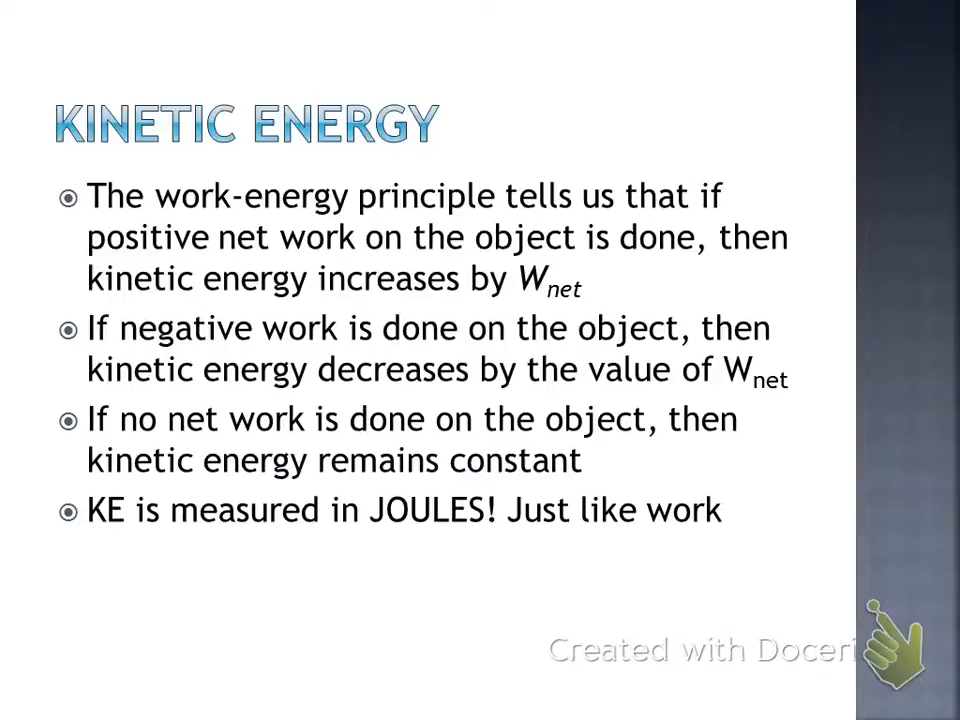 KINETIC ENERGY
The work-energy principle tells us that if
positive net work on the object is done, then
kinetic energy increases by Wnet
If negative work is done on the object, then
kinetic energy decreases by the value of Wnet
If no net work is done on the object, then
kinetic energy remains constant
KE is measured in JOULES! Just like work
Created with Doceri